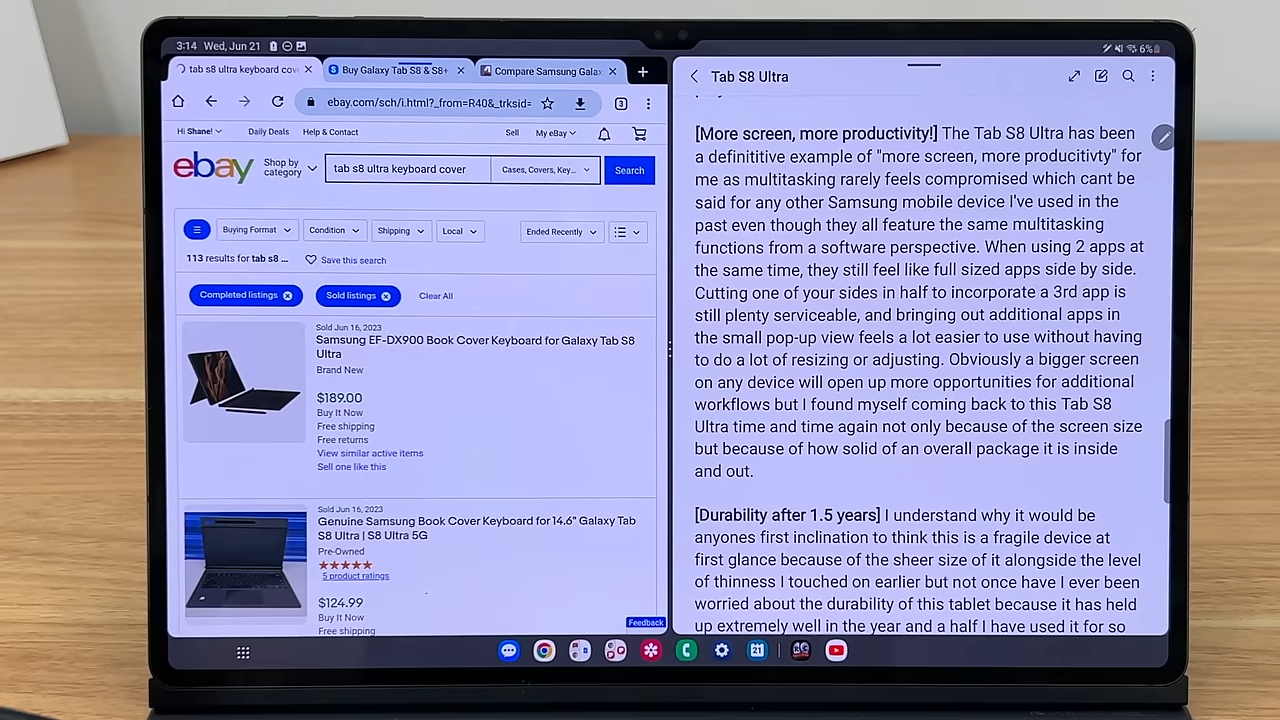 3:14 Wed, Jun 21
6%
tab s8 ultra keyboard cov
Buy Galaxy Tab S8 & S8+
Compare Samsung Galax
ebay.com/sch/i.html?_from=R40&_trksid=
3
Hi Shane!
Daily Deals
Help & Contact
Sell
My eBay
ebay
Shop by
category
tab s8 ultra keyboard cover
Cases, Covers, Key...
Search
Buying Format
Condition
Shipping
Local
Ended Recently
113 results for tab s8 ...
Save this search
Completed listings
Sold listings
Clear All
Sold Jun 16, 2023
Samsung EF-DX900 Book Cover Keyboard for Galaxy Tab S8
Ultra
Brand New
$189.00
Buy It Now
Free shipping
Free returns
View similar active items
Sell one like this
Sold Jun 16, 2023
Genuine Samsung Book Cover Keyboard for 14.6" Galaxy Tab
S8 Ultra | S8 Ultra 5G
Pre-Owned
5 product ratings
$124.99
Buy It Now
Free shipping
Feedback
Tab S8 Ultra
[More screen, more productivity!] The Tab S8 Ultra has been
a definititive example of "more screen, more producitivty" for
me as multitasking rarely feels compromised which cant be
said for any other Samsung mobile device I've used in the
past even though they all feature the same multitasking
functions from a software perspective. When using 2 apps at
the same time, they still feel like full sized apps side by side.
Cutting one of your sides in half to incorporate a 3rd app is
still plenty serviceable, and bringing out additional apps in
the small pop-up view feels a lot easier to use without having
to do a lot of resizing or adjusting. Obviously a bigger screen
on any device will open up more opportunities for additional
workflows but I found myself coming back to this Tab S8
Ultra time and time again not only because of the screen size
but because of how solid of an overall package it is inside
and out.
[Durability after 1.5 years] I understand why it would be
anyones first inclination to think this is a fragile device at
first glance because of the sheer size of it alongside the level
of thinness I touched on earlier but not once have I ever been
worried about the durability of this tablet because it has held
up extremely well in the year and a half I have used it for so
21